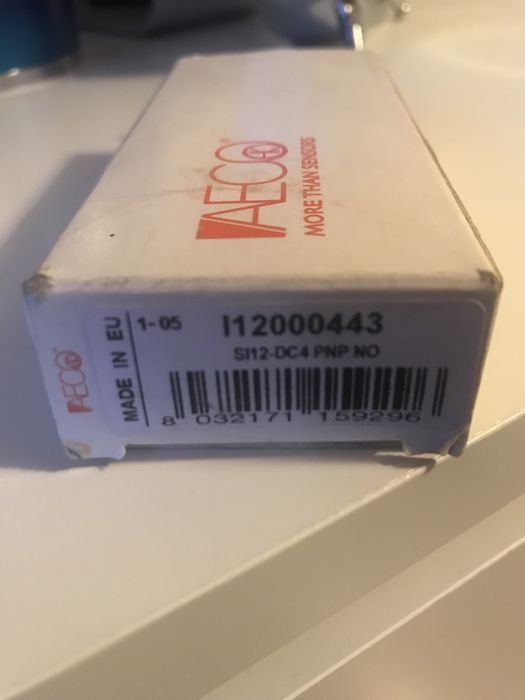 AECO
MORE THAN SENSORS
AECO
MADE IN EU
1-05
I12000443
SI12-DC4 PNP NO
8 032171 159296